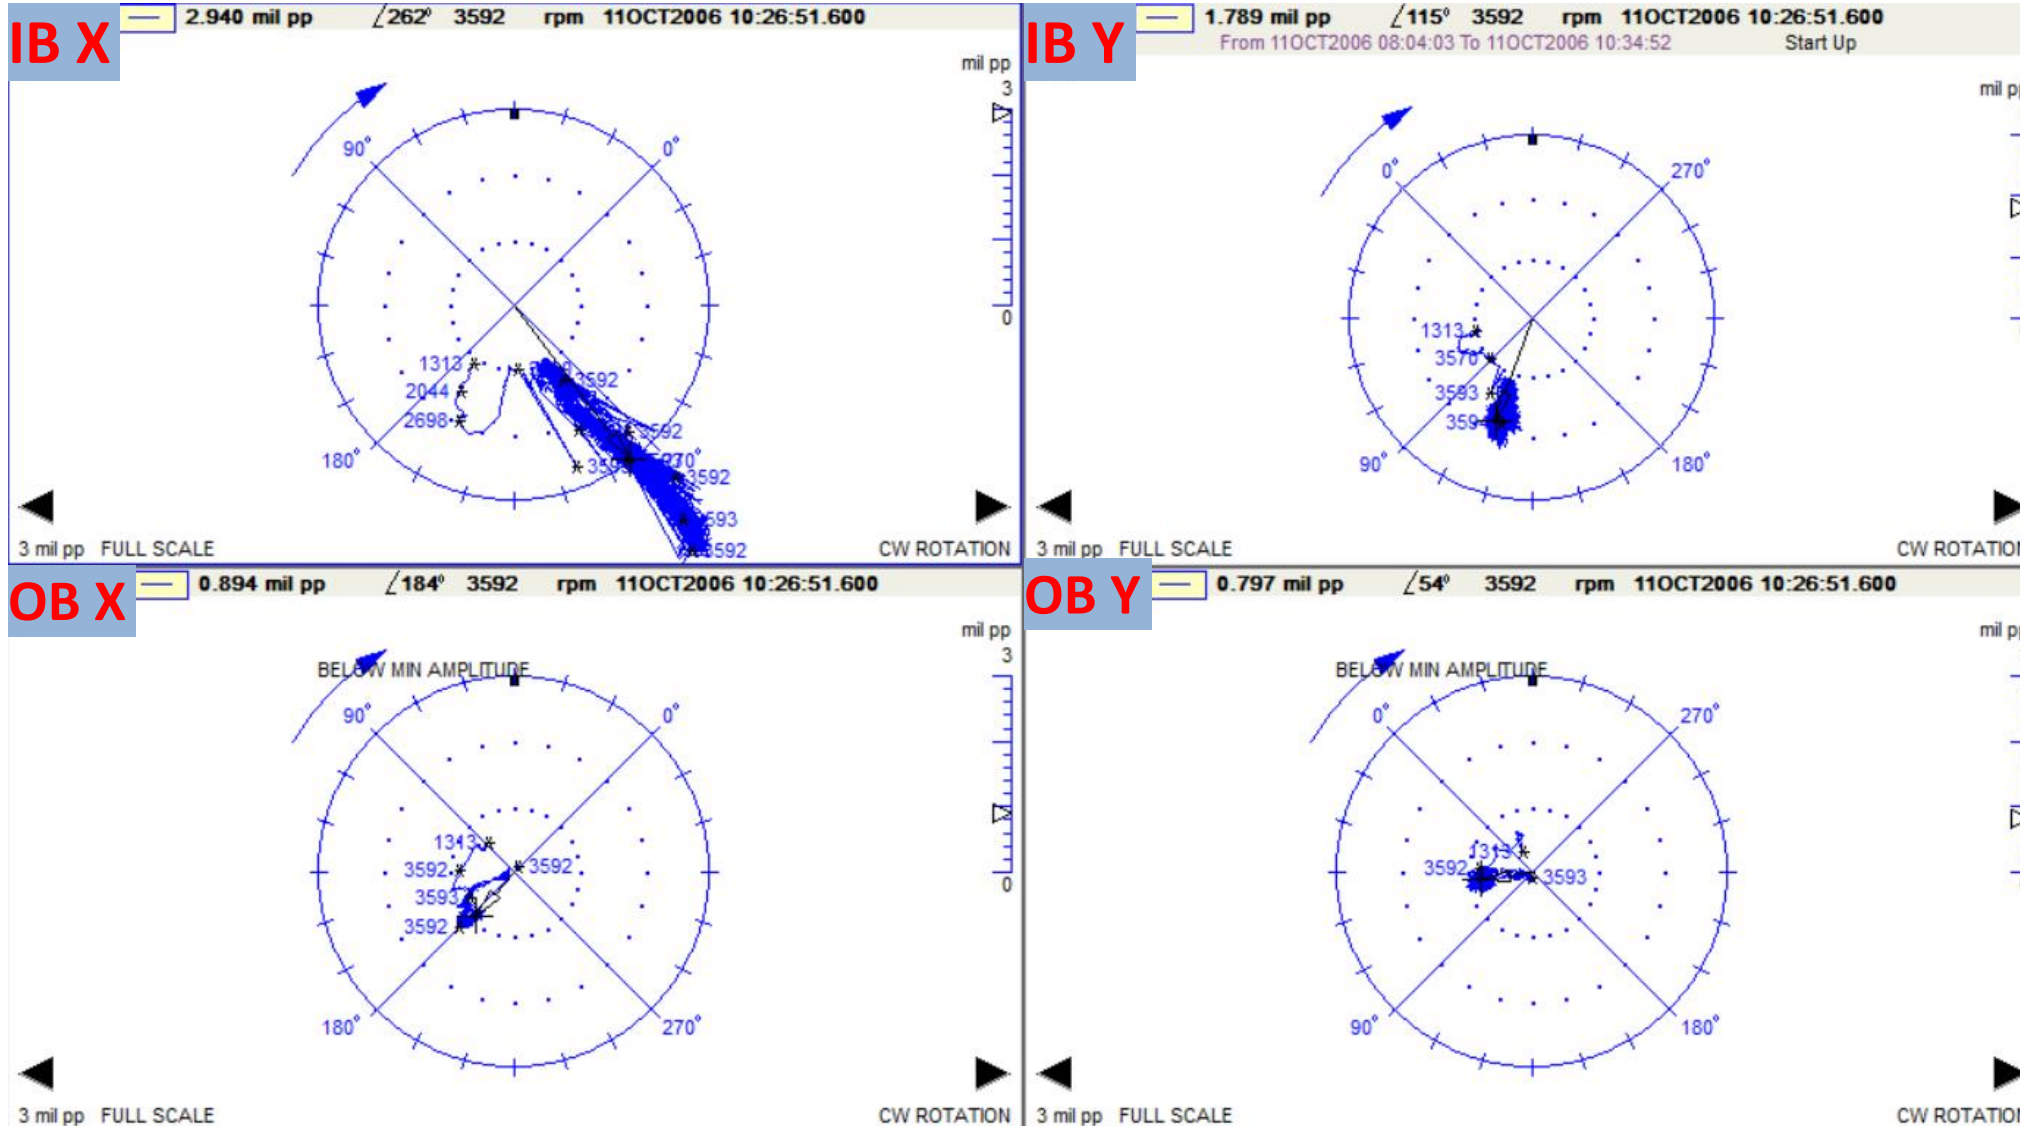 IB X
2.940 mil pp ∠262° 3592 rpm 11OCT2006 10:26:51.600
mil pp
3
90°
0°
0
1313
2044
2698
3592
3592
3592
3593
3592
180°
270°
3 mil pp FULL SCALE
CW ROTATION
IB Y
1.789 mil pp ∠115° 3592 rpm 11OCT2006 10:26:51.600
From 11OCT2006 08:04:03 To 11OCT2006 10:34:52 Start Up
0°
270°
1313
3570
3593
359
90°
180°
3 mil pp FULL SCALE
CW ROTATION
OB X
0.894 mil pp ∠184° 3592 rpm 11OCT2006 10:26:51.600
mil pp
3
BELOW MIN AMPLITUDE
90°
0°
1313
3592
3592
3593
3592
0
180°
270°
3 mil pp FULL SCALE
CW ROTATION
OB Y
0.797 mil pp ∠54° 3592 rpm 11OCT2006 10:26:51.600
BELOW MIN AMPLITUDE
0°
270°
1313
3592
3593
90°
180°
3 mil pp FULL SCALE
CW ROTATION